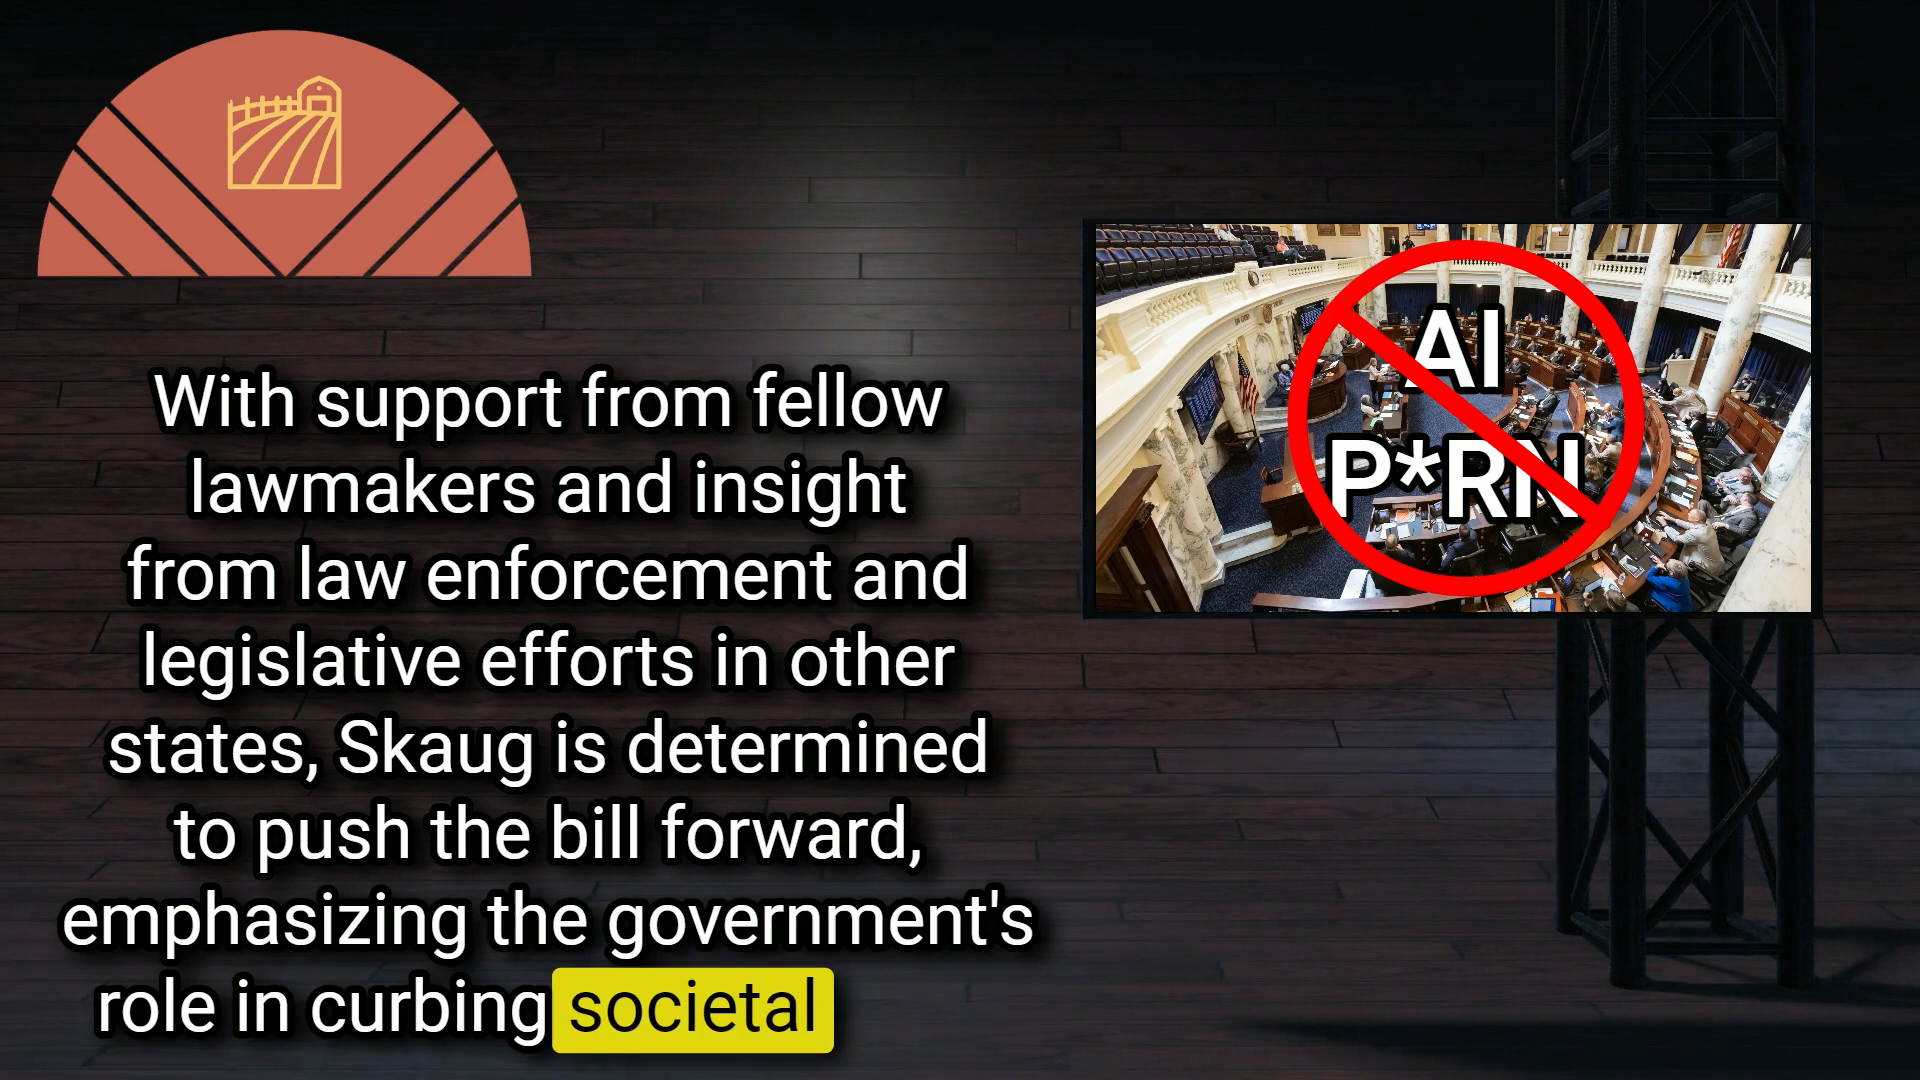 With support from fellow
lawmakers and insight
from law enforcement and
legislative efforts in other
states, Skaug is determined
to push the bill forward,
emphasizing the government's
role in curbing societal
AI
P*RN